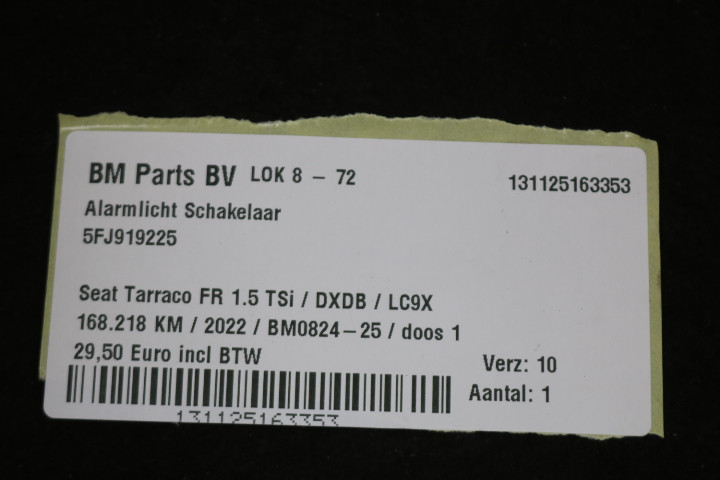 BM Parts BV LOK 8 - 72
131125163353
Alarmlicht Schakelaar
5FJ919225
Seat Tarraco FR 1.5 TSi / DXDB / LC9X
168.218 KM / 2022 / BM0824-25 / doos 1
29,50 Euro incl BTW
Verz: 10
Aantal: 1
131125163353